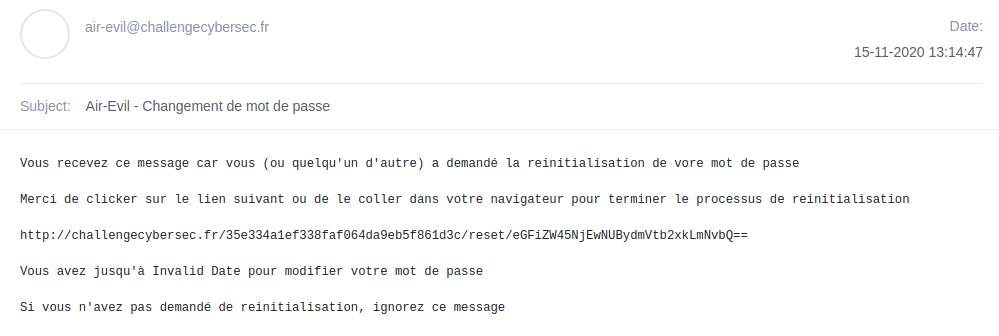 air-evil@challengecybersec.fr
Date:
15-11-2020 13:14:47
Subject: Air-Evil - Changement de mot de passe
Vous recevez ce message car vous (ou quelqu'un d'autre) a demandé la reinitialisation de vore mot de passe
Merci de clicker sur le lien suivant ou de le coller dans votre navigateur pour terminer le processus de reinitialisation
http://challengecybersec.fr/35e334a1ef338faf064da9eb5f861d3c/reset/eGFiZW45NjEwNUBydmVtb2xkLmNvbQ==
Vous avez jusqu'à Invalid Date pour modifier votre mot de passe
Si vous n'avez pas demandé de reinitialisation, ignorez ce message